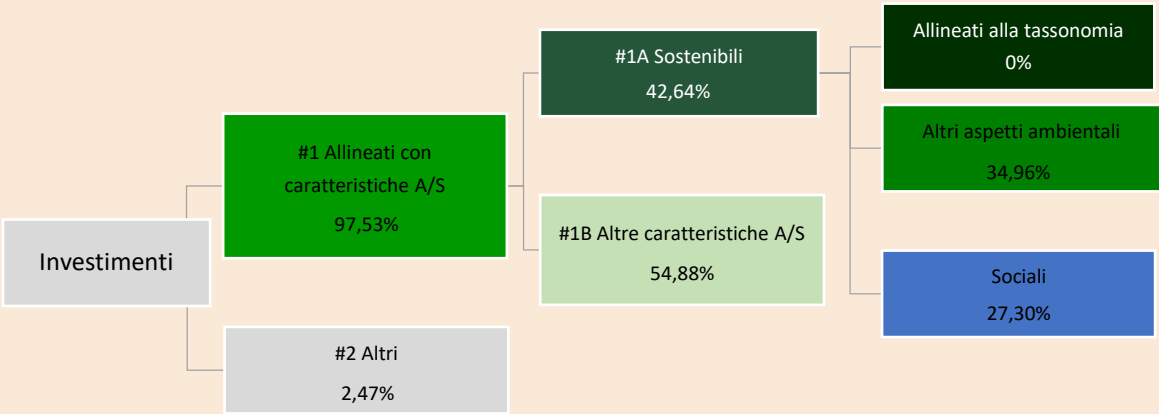 Investimenti
#1 Allineati con
caratteristiche A/S
97,53%
#2 Altri
2,47%
#1A Sostenibili
42,64%
#1B Altre caratteristiche A/S
54,88%
Allineati alla tassonomia
0%
Altri aspetti ambientali
34,96%
Sociali
27,30%